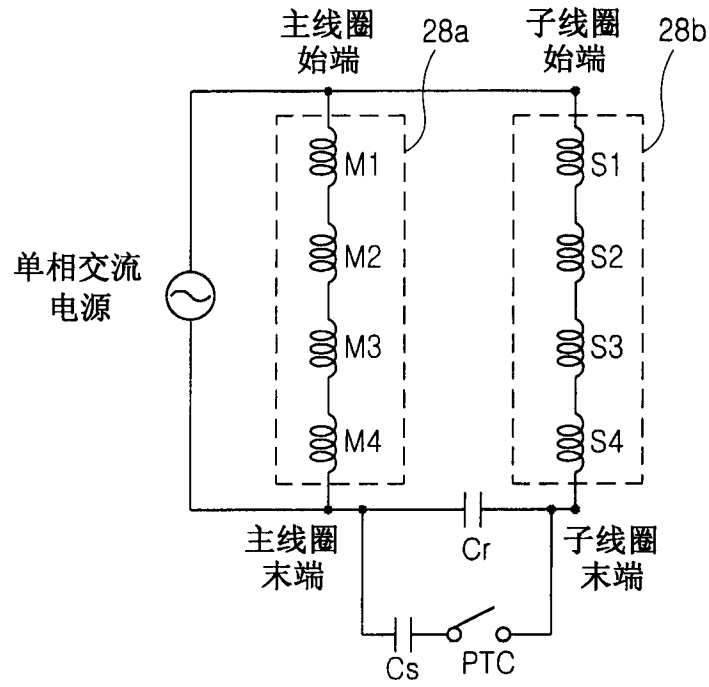 主线圈
始端
28a
子线圈
始端
28b
M1
S1
M2
S2
单相交流
电源
M3
S3
M4
S4
主线圈
末端
Cr
子线圈
末端
Cs
PTC